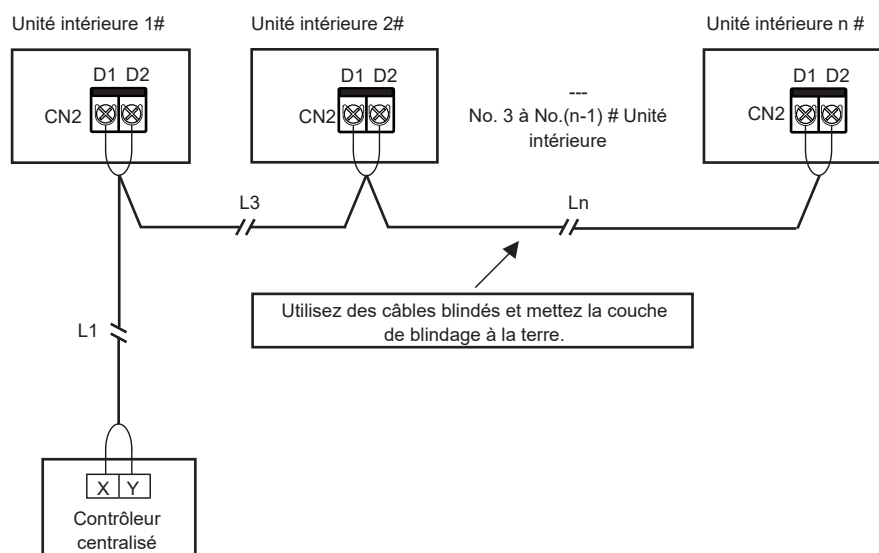 Unité intérieure 1#
Unité intérieure 2#
Unité intérieure n #
D1 D2
CN2
D1 D2
CN2
---
No. 3 à No.(n-1) # Unité
intérieure
D1 D2
CN2
L3
Ln
L1
Utilisez des câbles blindés et mettez la couche
de blindage à la terre.
X Y
Contrôleur
centralisé